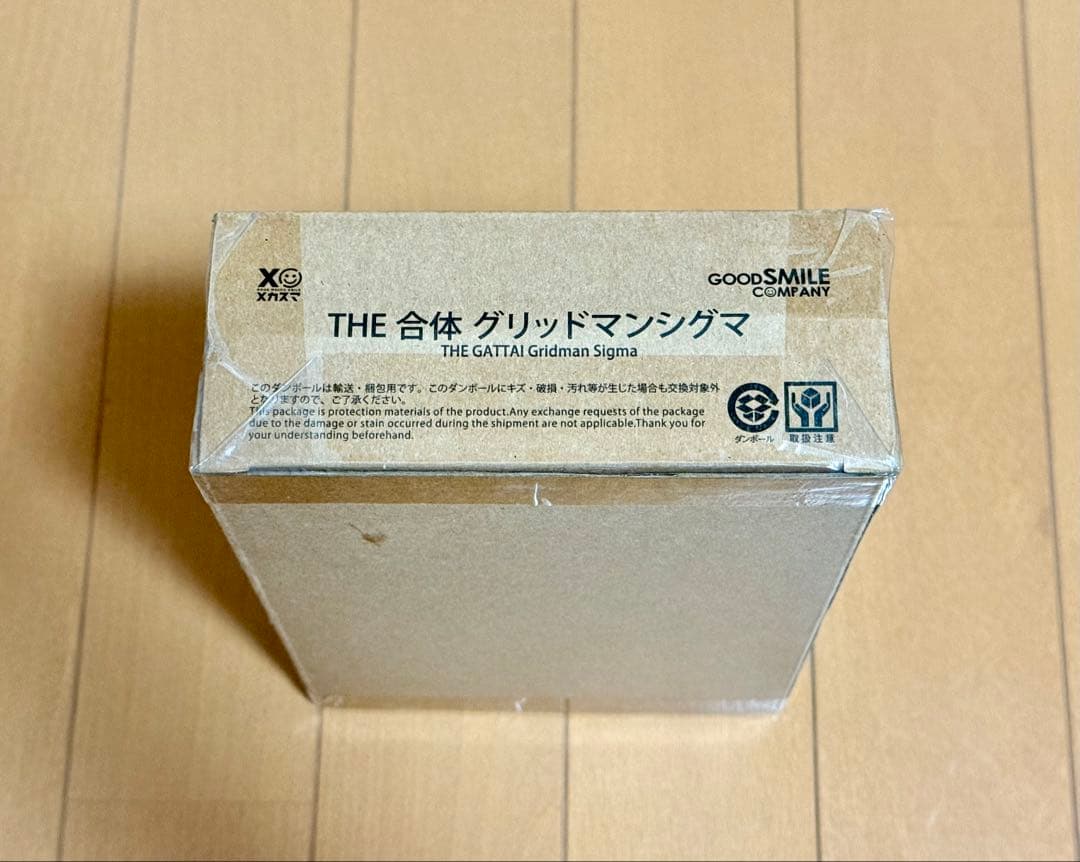 メカスマ
GOODSMILE
COMPANY
THE 合体 グリッドマンシグマ
THE GATTAI Gridman Sigma
このダンボールは輸送・梱包用です。このダンボールにキズ・破損・汚れ等が生じた場合も交換対象外
となりますので、ご了承ください。
This package is protection materials of the product.Any exchange requests of the package
due to the damage or stain occurred during the shipment are not applicable.Thank you for
your understanding beforehand.
ダンボール
取扱注意